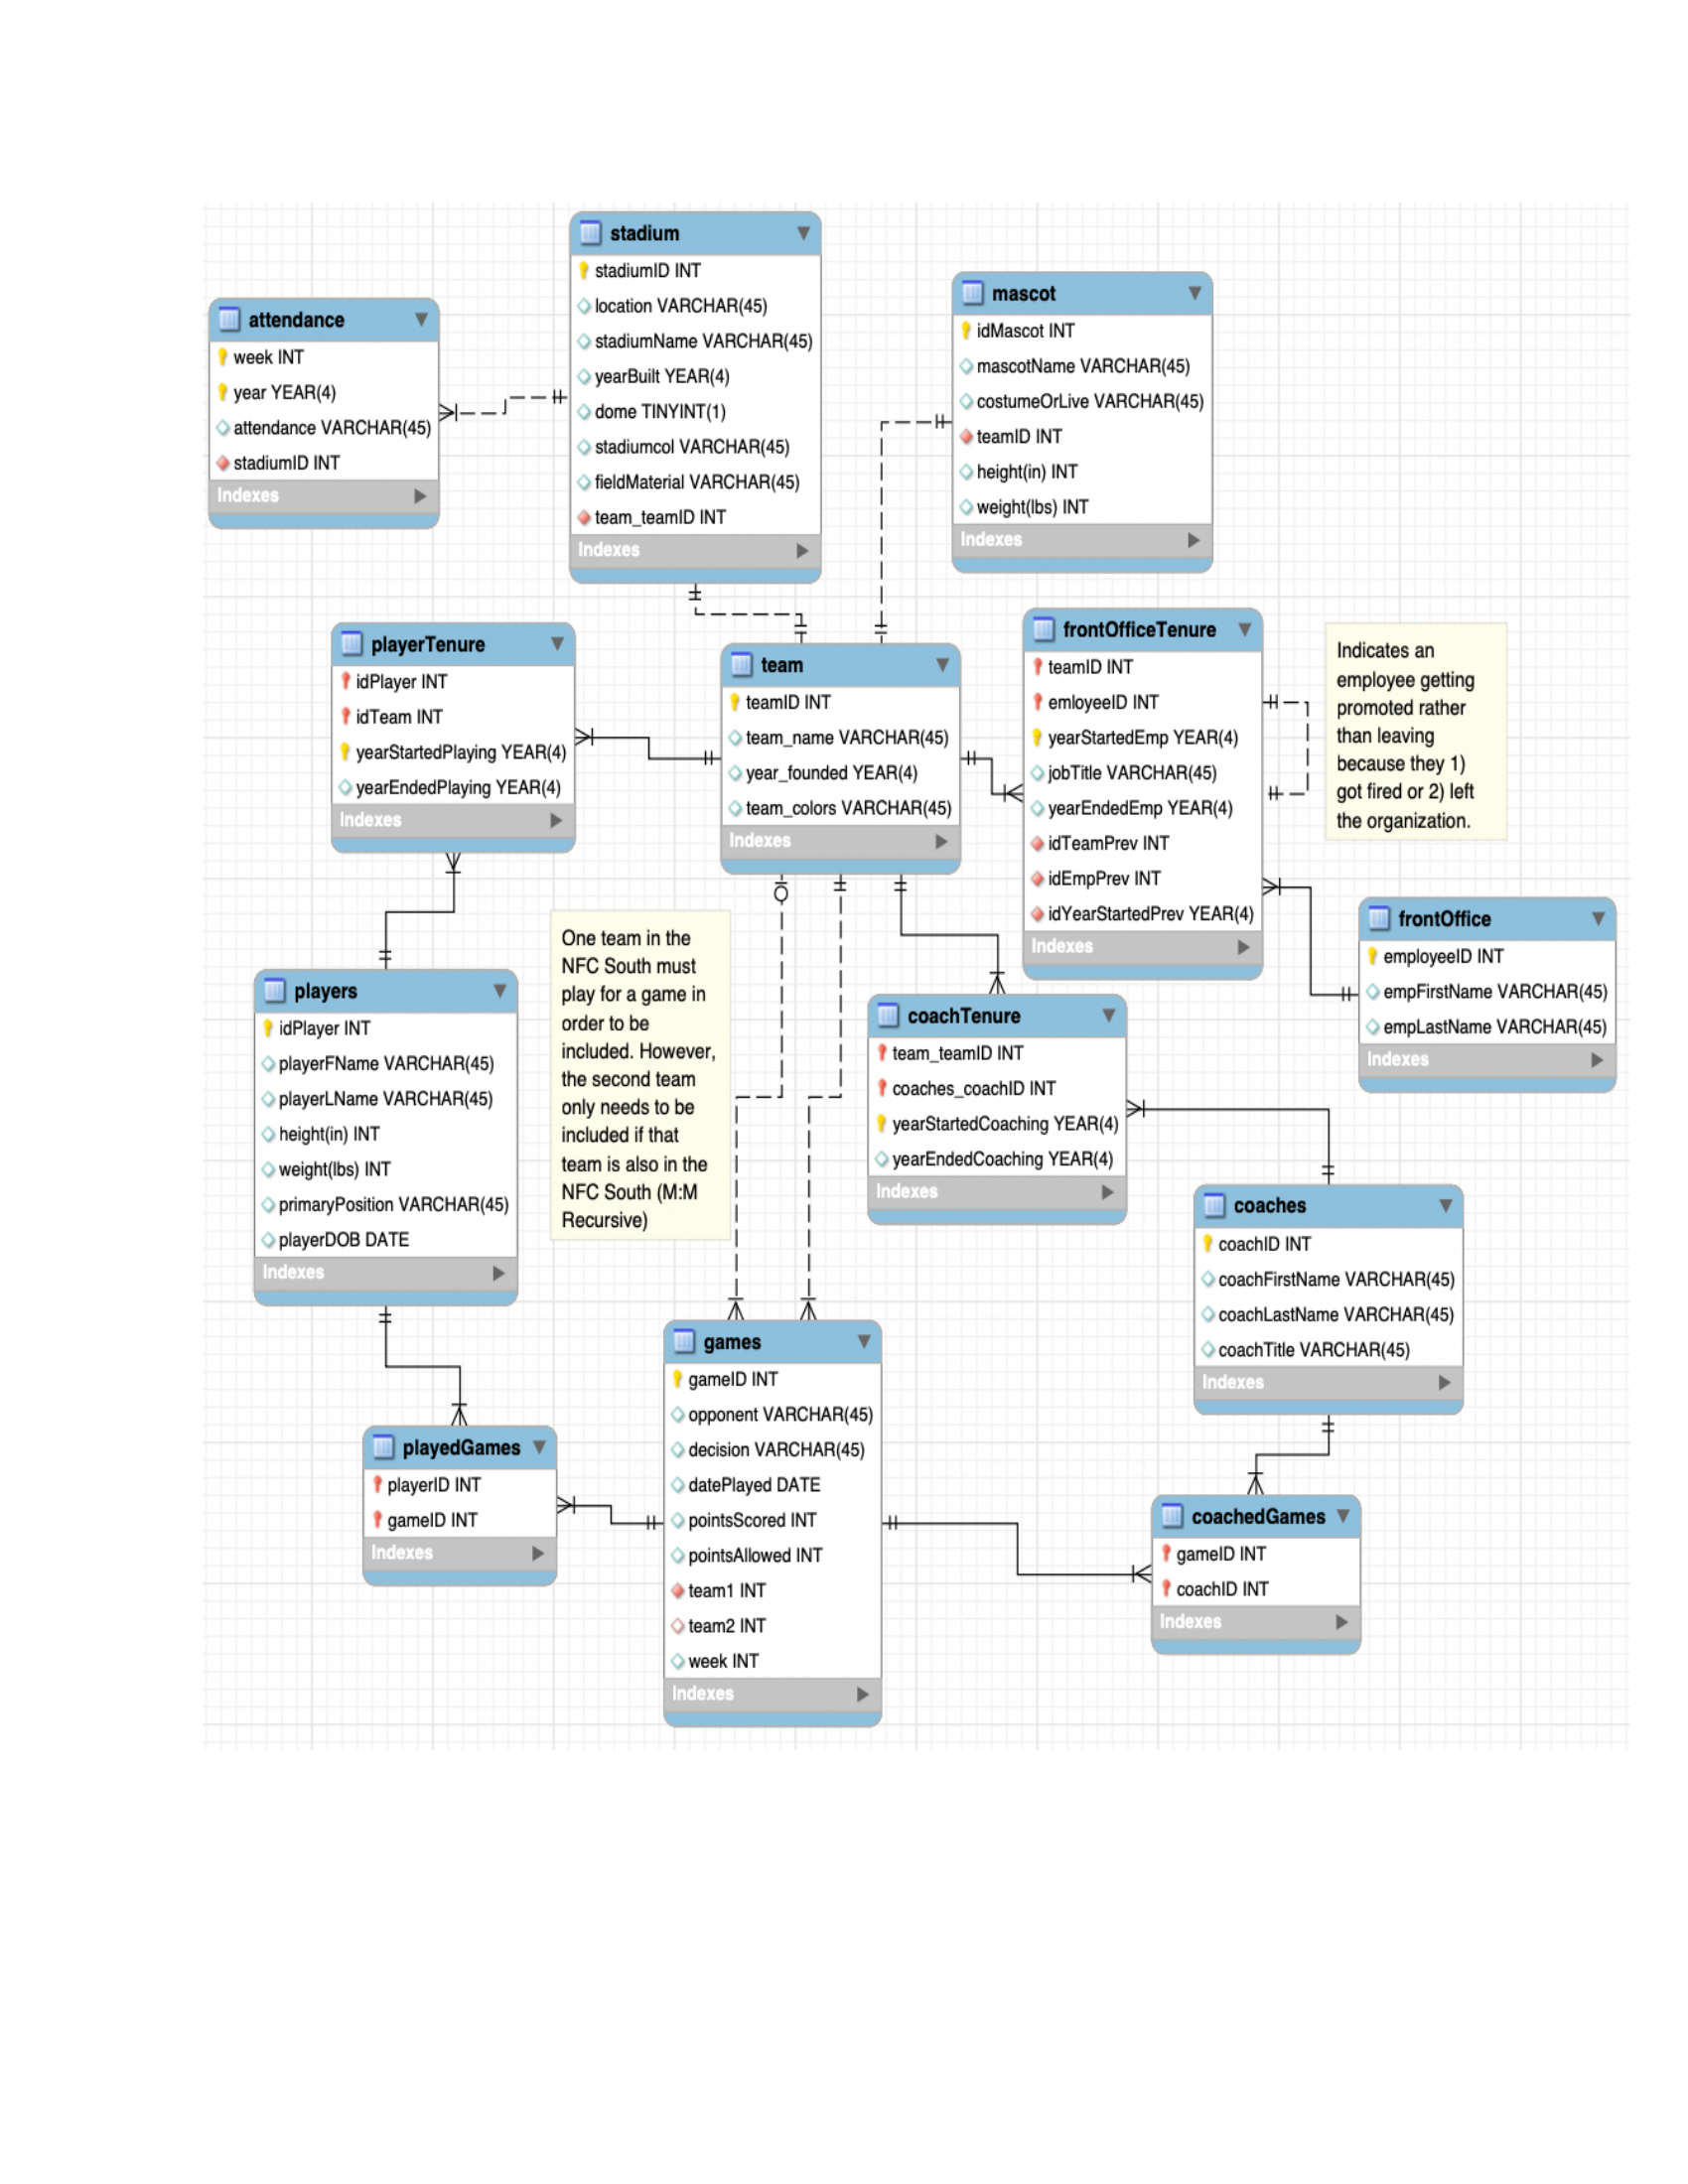 stadium
stadiumID INT
location VARCHAR(45)
stadiumName VARCHAR(45)
yearBuilt YEAR(4)
dome TINYINT(1)
stadiumcol VARCHAR(45)
fieldMaterial VARCHAR(45)
team_teamID INT
Indexes
mascot
idMascot INT
mascotName VARCHAR(45)
costumeOrLive VARCHAR(45)
teamID INT
height(in) INT
weight(lbs) INT
Indexes
attendance
week INT
year YEAR(4)
attendance VARCHAR(45)
stadiumID INT
Indexes
playerTenure
idPlayer INT
idTeam INT
yearStartedPlaying YEAR(4)
yearEndedPlaying YEAR(4)
Indexes
team
teamID INT
team_name VARCHAR(45)
year_founded YEAR(4)
team_colors VARCHAR(45)
Indexes
frontOfficeTenure
teamID INT
emloyeeID INT
yearStartedEmp YEAR(4)
jobTitle VARCHAR(45)
yearEndedEmp YEAR(4)
idTeamPrev INT
idEmpPrev INT
idYearStartedPrev YEAR(4)
Indexes
Indicates an
employee getting
promoted rather
than leaving
because they 1)
got fired or 2) left
the organization.
frontOffice
employeeID INT
empFirstName VARCHAR(45)
empLastName VARCHAR(45)
Indexes
players
idPlayer INT
playerFName VARCHAR(45)
playerLName VARCHAR(45)
height(in) INT
weight(lbs) INT
primaryPosition VARCHAR(45)
playerDOB DATE
Indexes
One team in the
NFC South must
play for a game in
order to be
included. However,
the second team
only needs to be
included if that
team is also in the
NFC South (M:M
Recursive)
coachTenure
team_teamID INT
coaches_coachID INT
yearStartedCoaching YEAR(4)
yearEndedCoaching YEAR(4)
Indexes
coaches
coachID INT
coachFirstName VARCHAR(45)
coachLastName VARCHAR(45)
coachTitle VARCHAR(45)
Indexes
games
gameID INT
opponent VARCHAR(45)
decision VARCHAR(45)
datePlayed DATE
pointsScored INT
pointsAllowed INT
team1 INT
team2 INT
week INT
Indexes
playedGames
playerID INT
gameID INT
Indexes
coachedGames
gameID INT
coachID INT
Indexes